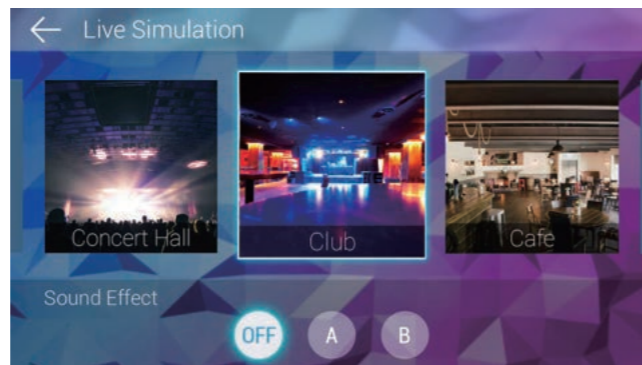 Live Simulation
Concert Hall
Club
Cafe
Sound Effect
OFF
A
B